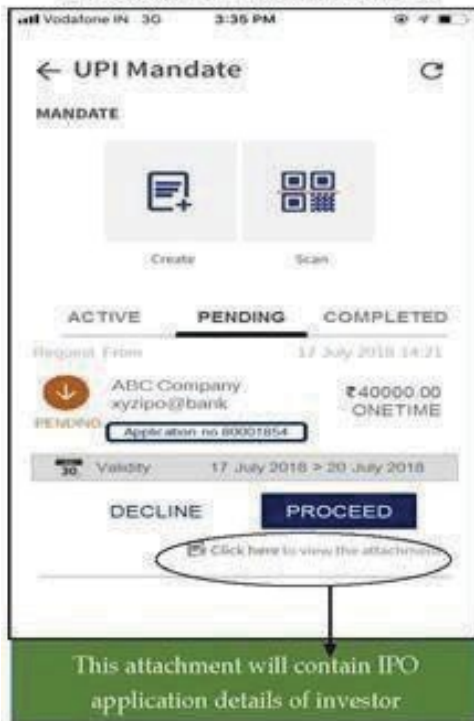 Vodafone IN 3G 3:35 PM
← UPI Mandate
MANDATE
Create Scan
ACTIVE PENDING COMPLETED
Request From 17 July 2018 14:21
ABC Company ₹40000.00
xyzipo@bank ONETIME
PENDING
Application no 80001854
30 Validity 17 July 2018 > 20 July 2018
DECLINE PROCEED
Click here to view the attachment
This attachment will contain IPO
application details of investor